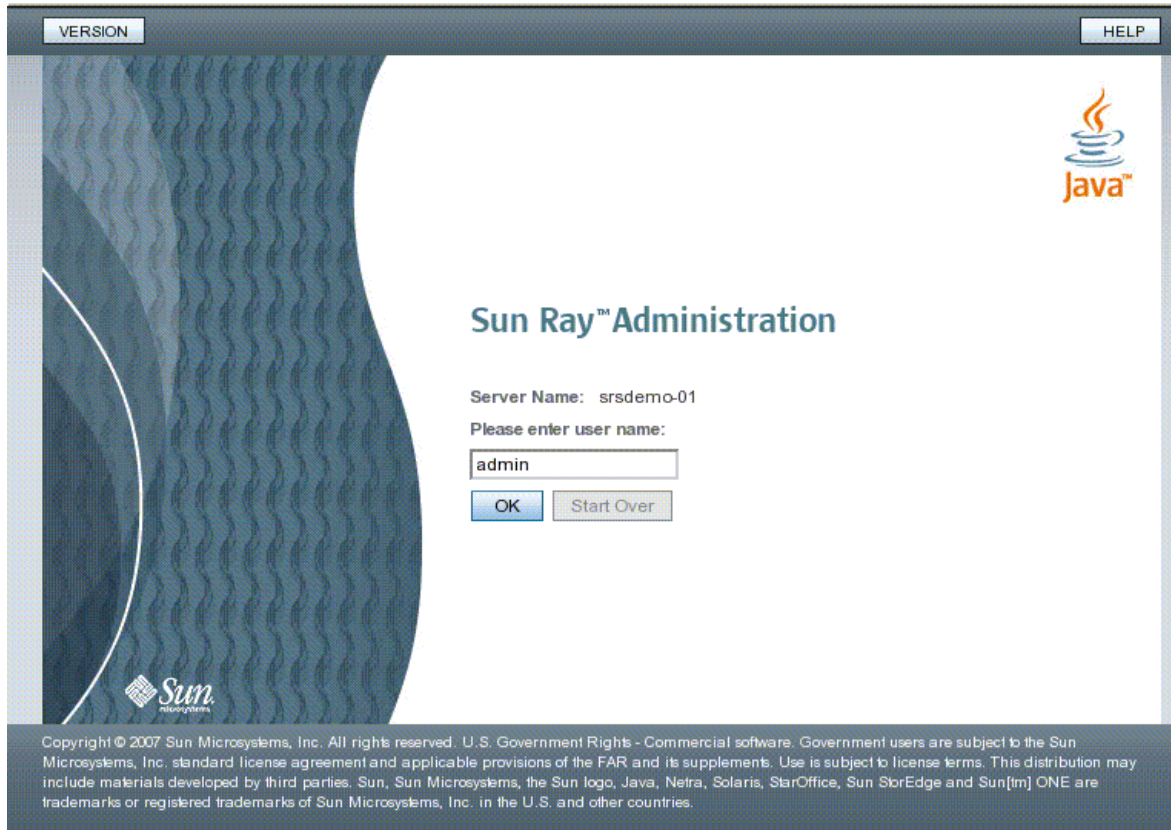 VERSION
HELP
Java™
Sun Ray™ Administration
Server Name: srsdemo-01
Please enter user name:
admin
OK Start Over
Sun
microsystems
Copyright © 2007 Sun Microsystems, Inc. All rights reserved. U.S. Government Rights - Commercial software. Government users are subject to the Sun
Microsystems, Inc. standard license agreement and applicable provisions of the FAR and its supplements. Use is subject to license terms. This distribution may
include materials developed by third parties. Sun, Sun Microsystems, the Sun logo, Java, Netra, Solaris, StarOffice, Sun StorEdge and Sun[tm] ONE are
trademarks or registered trademarks of Sun Microsystems, Inc. in the U.S. and other countries.